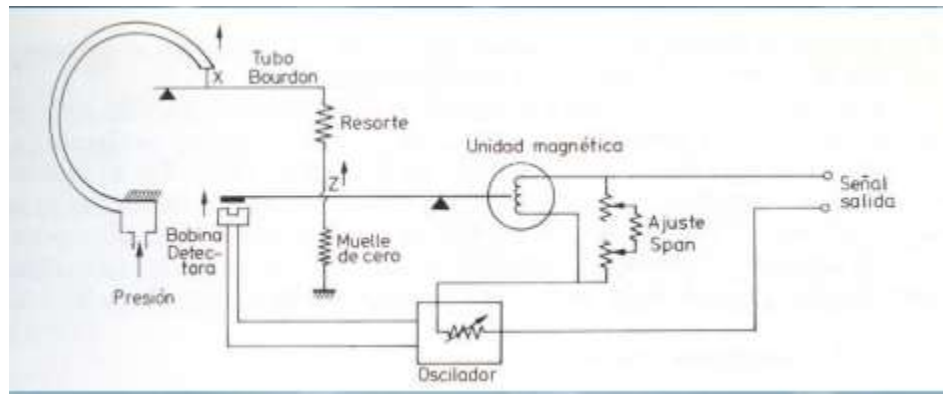 X
Tubo
Bourdon
Resorte
Unidad magnética
Z
Señal
salida
Ajuste
Span
Bobina
Detec-
tora
Muelle
de cero
Presión
Oscilador